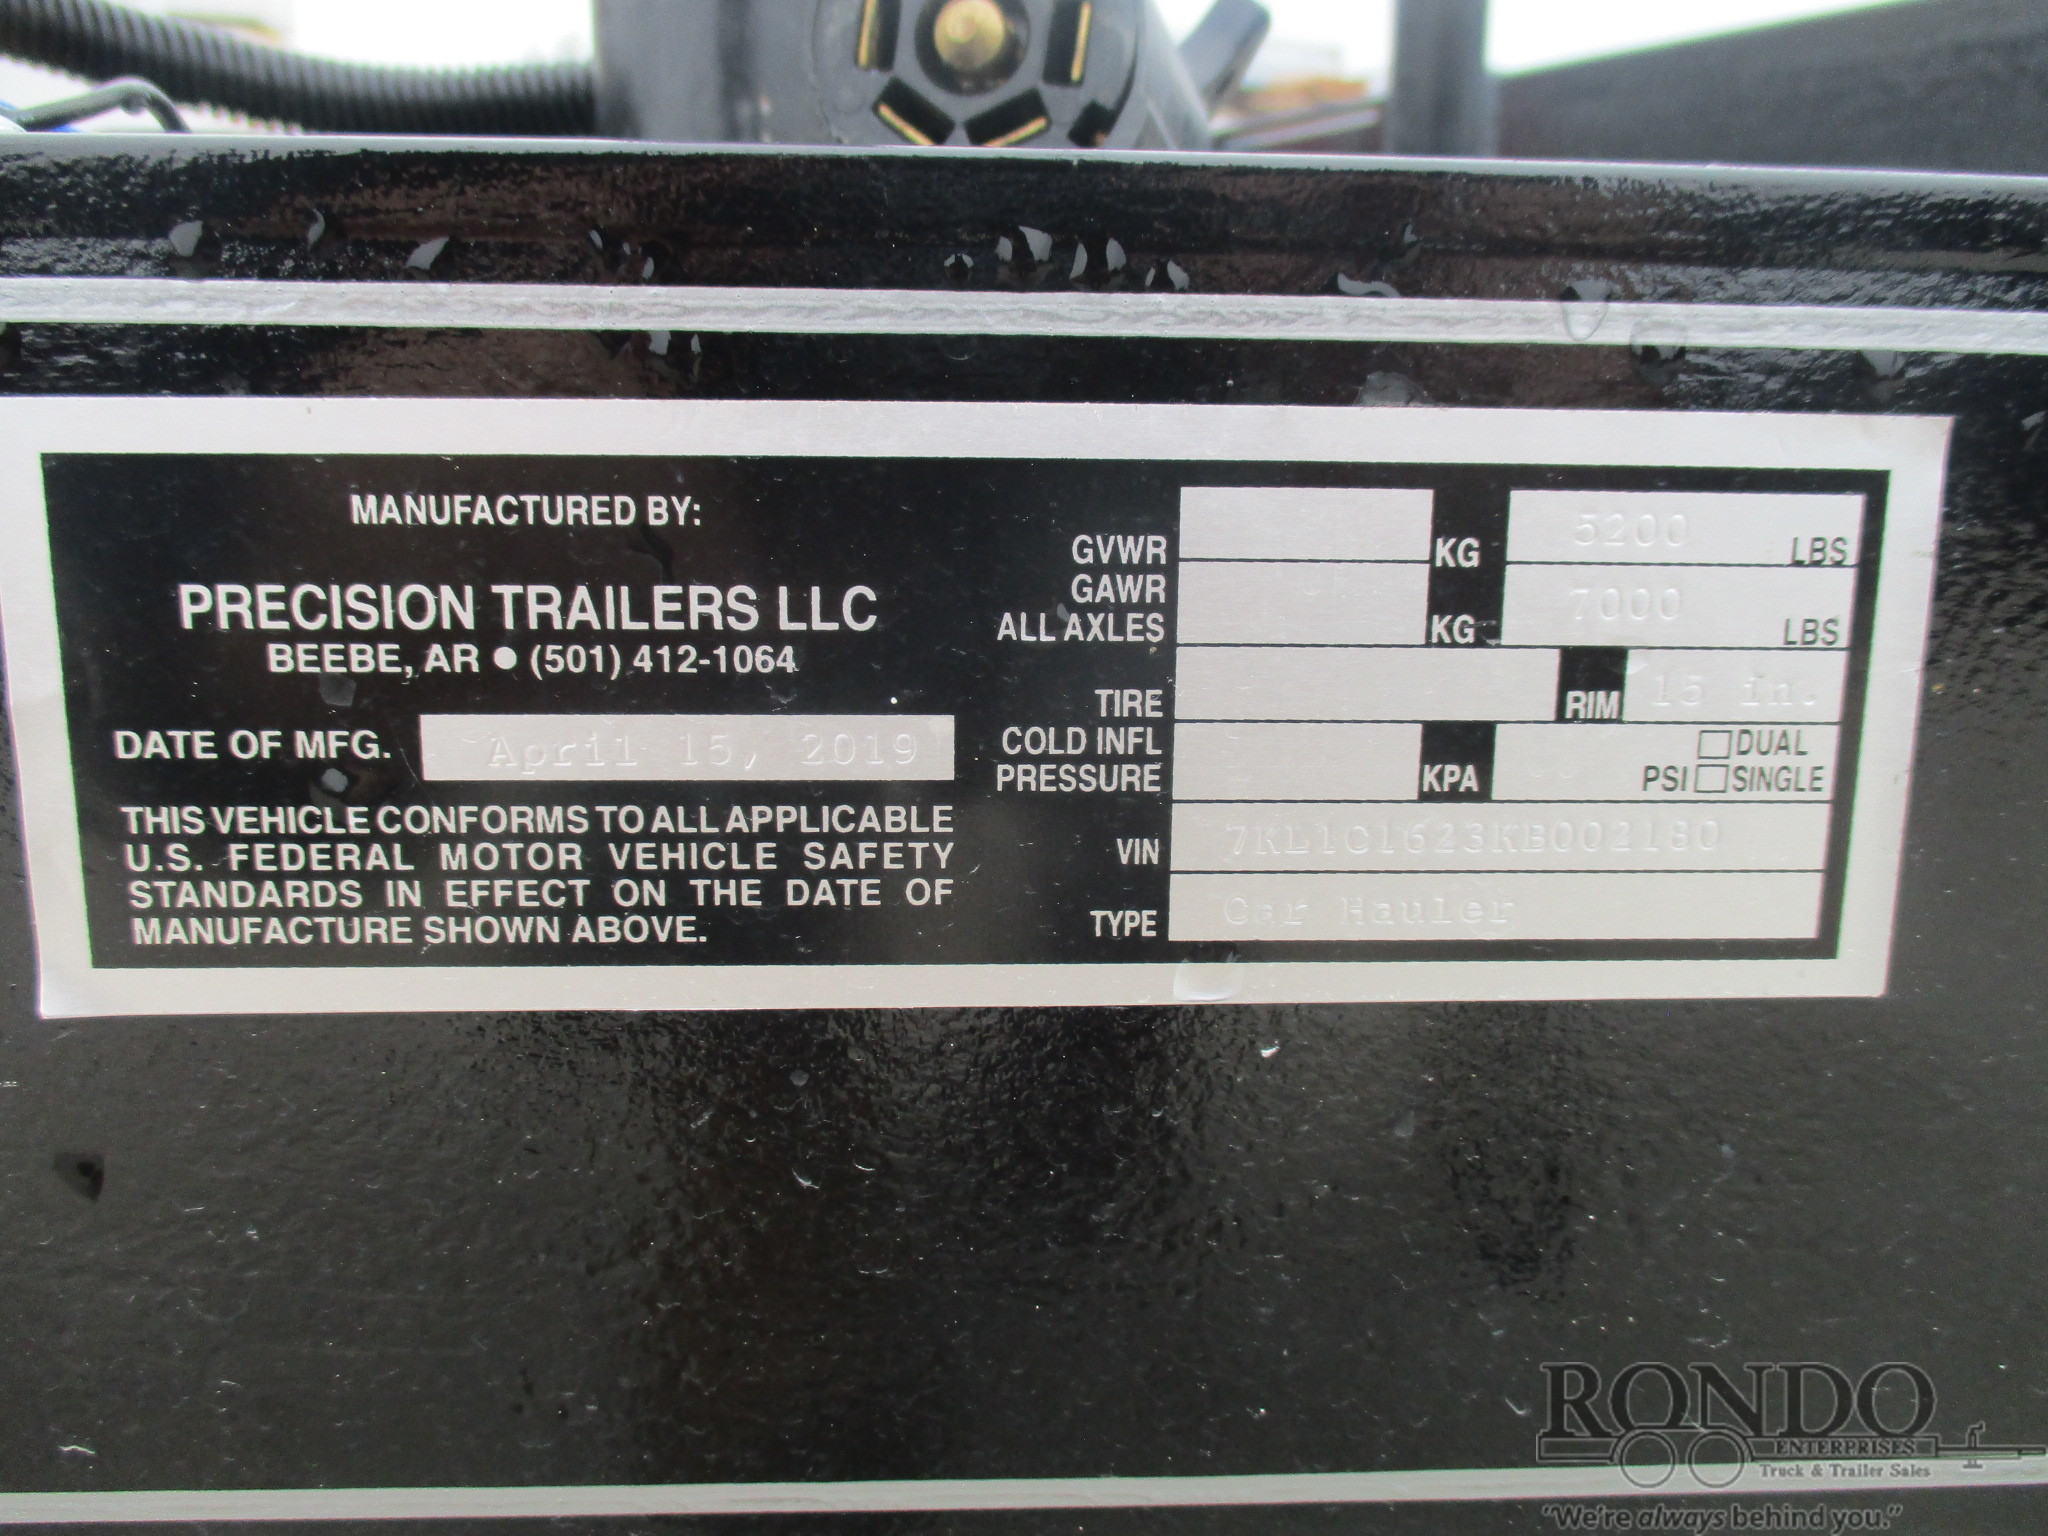 MANUFACTURED BY:
PRECISION TRAILERS LLC
BEEBE, AR ● (501) 412-1064
DATE OF MFG. April 15, 2019
THIS VEHICLE CONFORMS TO ALL APPLICABLE
U.S. FEDERAL MOTOR VEHICLE SAFETY
STANDARDS IN EFFECT ON THE DATE OF
MANUFACTURE SHOWN ABOVE.
GVWR KG 5200 LBS
GAWR
ALL AXLES KG 7000 LBS
TIRE RIM 15 in.
COLD INFL DUAL
PRESSURE KPA PSI SINGLE
VIN 7KL1C1623KB002180
TYPE Car Hauler
RONDO
ENTERPRISES
Truck & Trailer Sales
"We're always behind you."